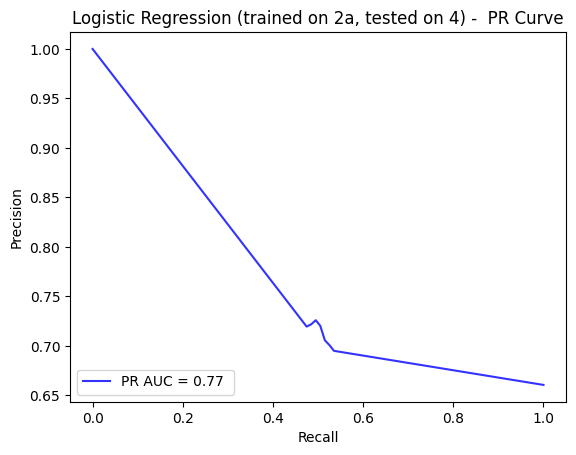 Logistic Regression (trained on 2a, tested on 4) -  PR Curve
1.00
0.95
0.90
0.85
0.80
0.75
0.70
0.65
Precision
PR AUC = 0.77
0.0 0.2 0.4 0.6 0.8 1.0
Recall